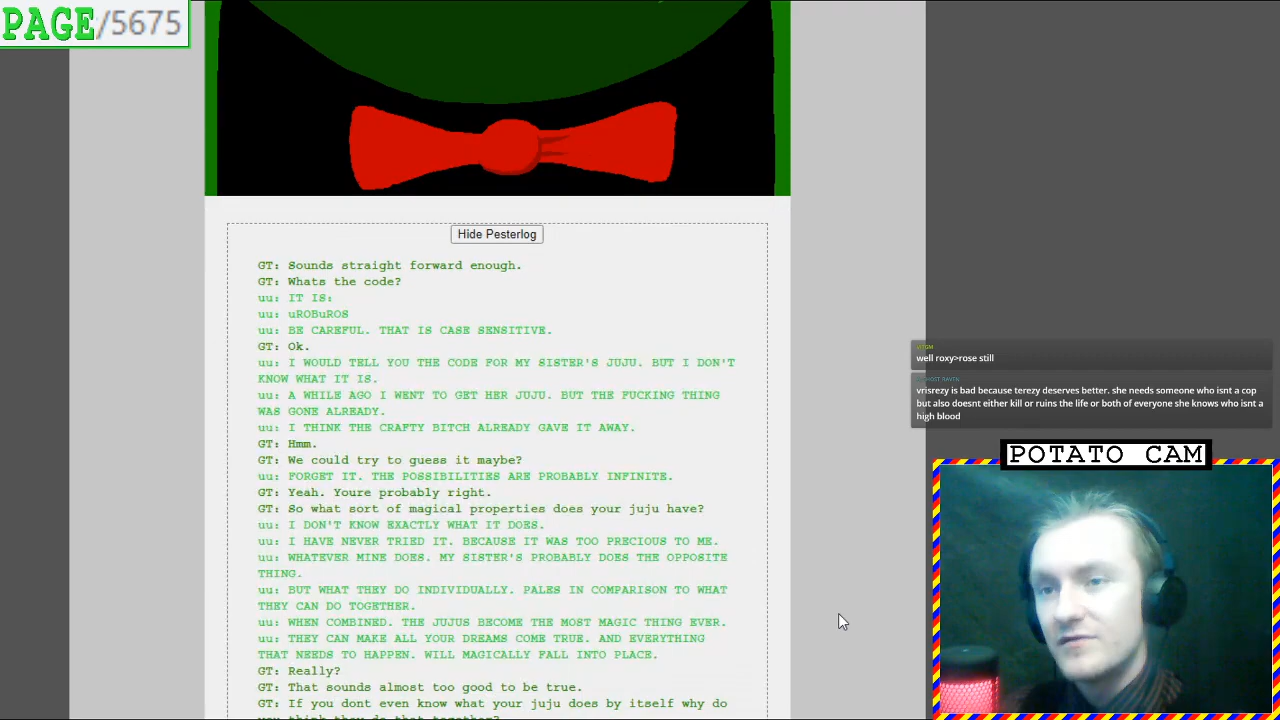 PAGE/5675
Hide Pesterlog
GT: Sounds straight forward enough.
GT: Whats the code?
uu: IT IS:
uu: uROBuROS
uu: BE CAREFUL. THAT IS CASE SENSITIVE.
GT: Ok.
uu: I WOULD TELL YOU THE CODE FOR MY SISTER'S JUJU. BUT I DON'T
KNOW WHAT IT IS.
uu: A WHILE AGO I WENT TO GET HER JUJU. BUT THE FUCKING THING
WAS GONE ALREADY.
uu: I THINK THE CRAFTY BITCH ALREADY GAVE IT AWAY.
GT: Hmm.
GT: We could try to guess it maybe?
uu: FORGET IT. THE POSSIBILITIES ARE PROBABLY INFINITE.
GT: Yeah. Youre probably right.
GT: So what sort of magical properties does your juju have?
uu: I DON'T KNOW EXACTLY WHAT IT DOES.
uu: I HAVE NEVER TRIED IT. BECAUSE IT WAS TOO PRECIOUS TO ME.
uu: WHATEVER MINE DOES. MY SISTER'S PROBABLY DOES THE OPPOSITE
THING.
uu: BUT WHAT THEY DO INDIVIDUALLY. PALES IN COMPARISON TO WHAT
THEY CAN DO TOGETHER.
uu: WHEN COMBINED. THE JUJUS BECOME THE MOST MAGIC THING EVER.
uu: THEY CAN MAKE ALL YOUR DREAMS COME TRUE. AND EVERYTHING
THAT NEEDS TO HAPPEN. WILL MAGICALLY FALL INTO PLACE.
GT: Really?
GT: That sounds almost too good to be true.
GT: If you dont even know what your juju does by itself why do
you think they do that together?
well roxy>rose still
vrisrezy is bad because terezy deserves better. she needs someone who isnt a cop
but also doesnt either kill or ruins the life or both of everyone she knows who isnt a
high blood
POTATO CAM